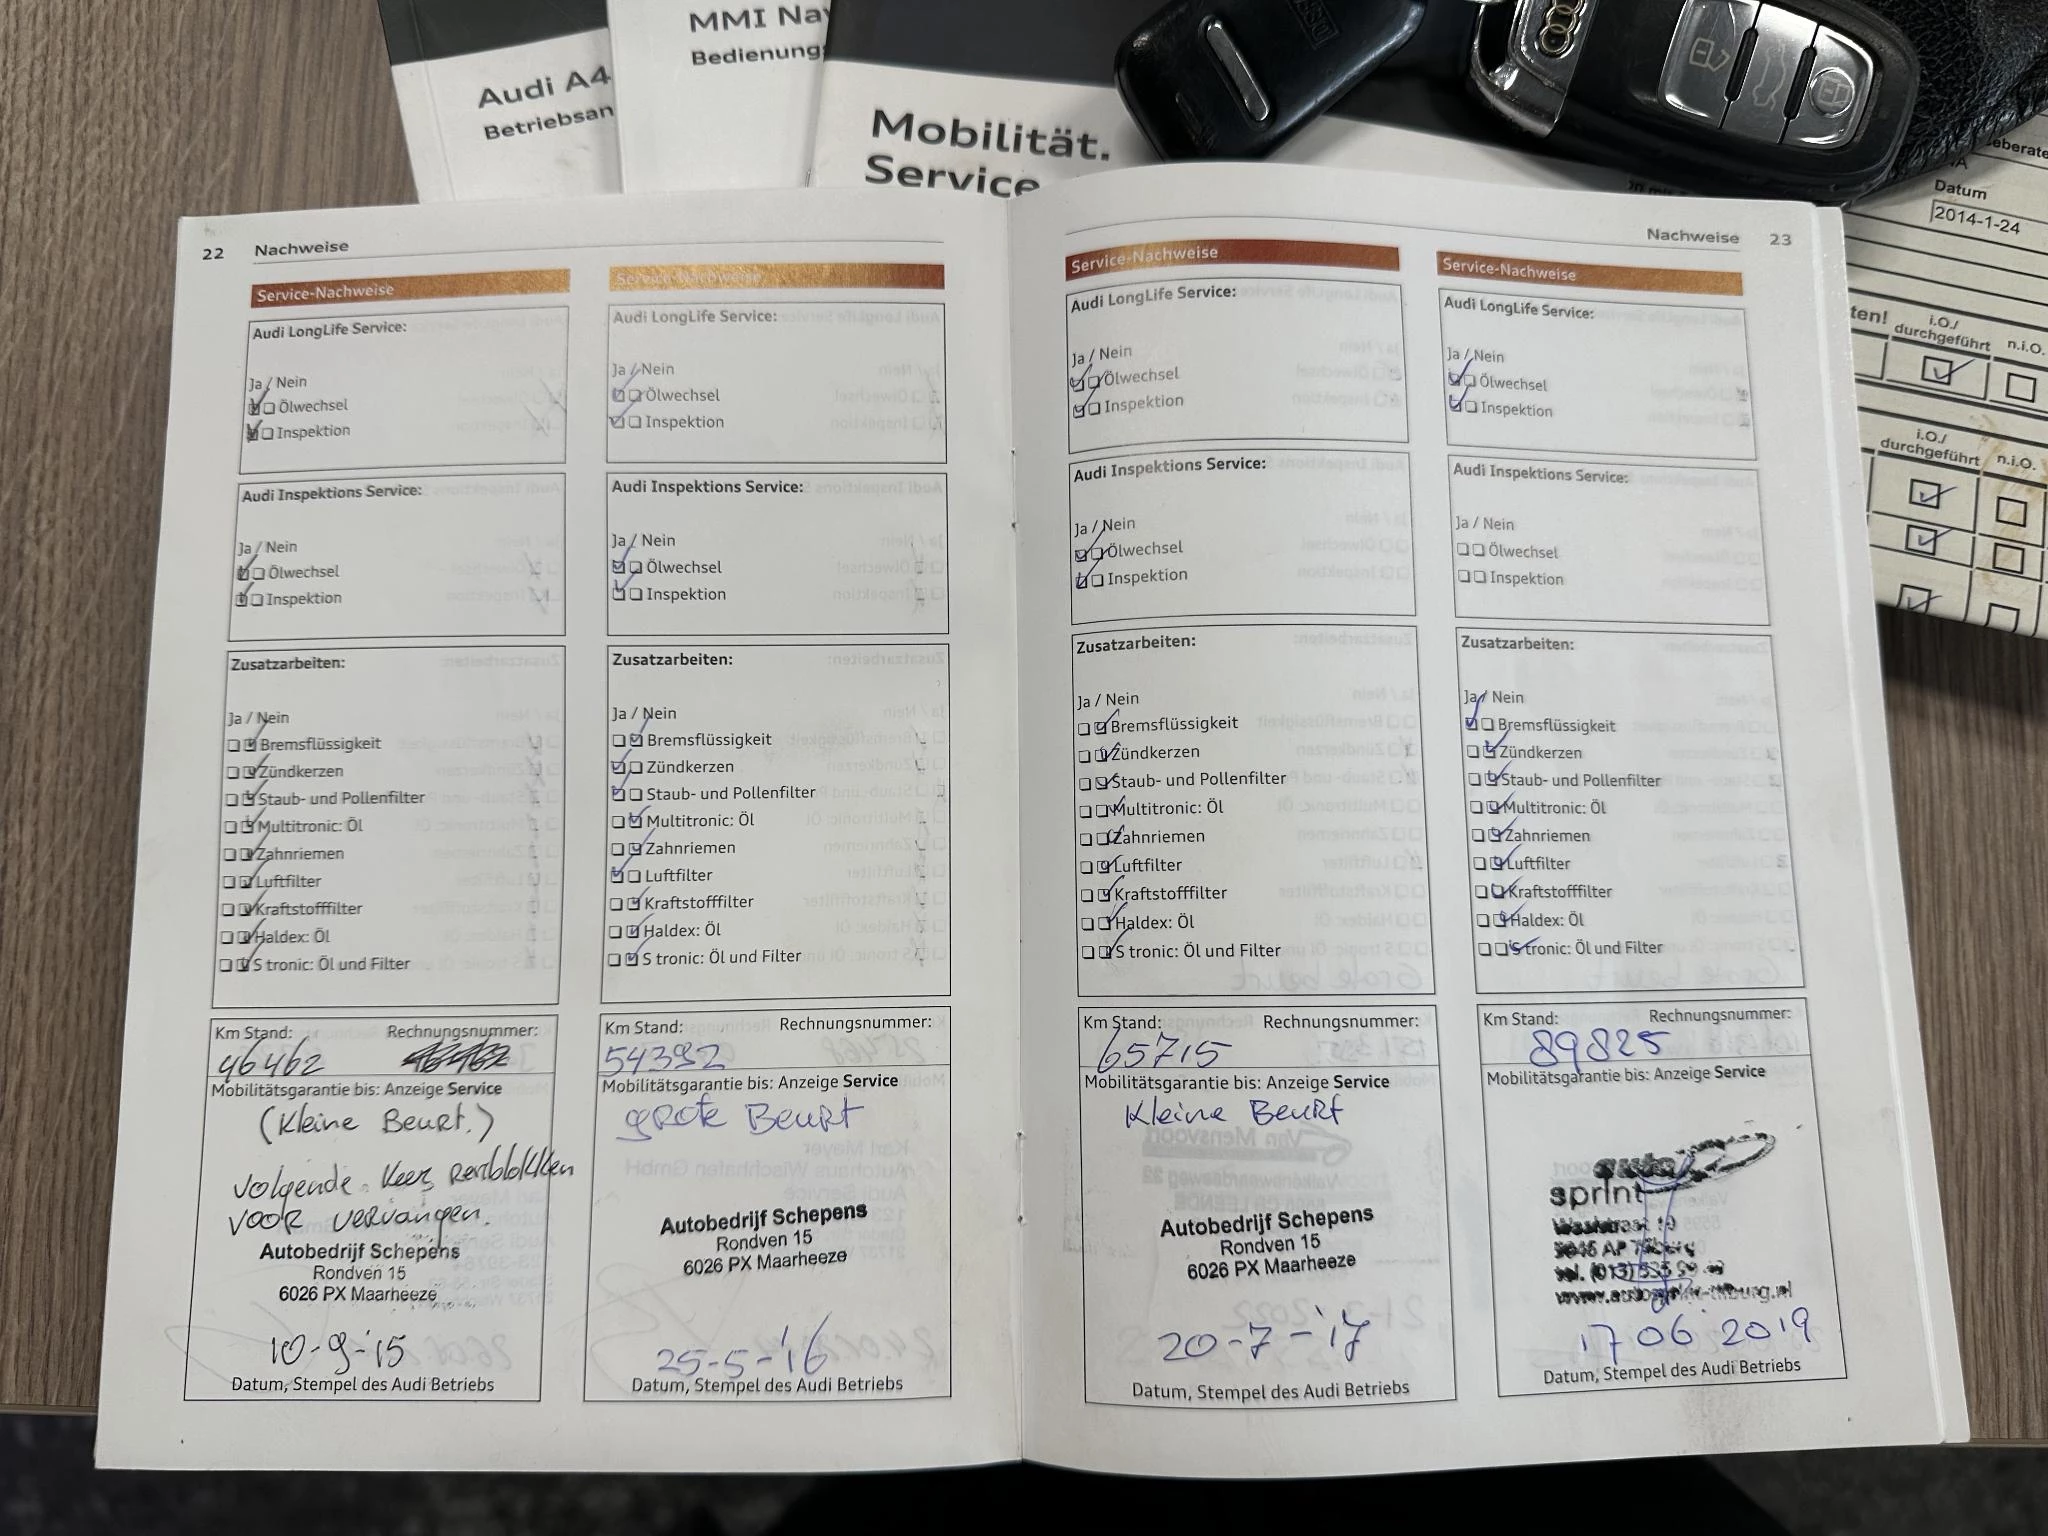 Audi A4
Betriebsan
MMI Nav
Bedienungs
Mobilität.
Service
Datum
2014-1-24
ten!
i.O./
durchgeführt
n.i.O.
i.O./
durchgeführt
n.i.O.
22 Nachweise
Service-Nachweise
Audi LongLife Service:
Ja / Nein
Ölwechsel
Inspektion
Audi Inspektions Service:
Ja / Nein
Ölwechsel
Inspektion
Zusatzarbeiten:
Ja / Nein
Bremsflüssigkeit
Zündkerzen
Staub- und Pollenfilter
Multitronic: Öl
Zahnriemen
Luftfilter
Kraftstofffilter
Haldex: Öl
S tronic: Öl und Filter
Km Stand: Rechnungsnummer:
46462
Mobilitätsgarantie bis: Anzeige Service
(Kleine Beurt.)
volgende keer remblokken
voor vervangen.
Autobedrijf Schepens
Rondven 15
6026 PX Maarheeze
10-9-'15
Datum, Stempel des Audi Betriebs
Service-Nachweise
Audi LongLife Service:
Ja / Nein
Ölwechsel
Inspektion
Audi Inspektions Service:
Ja / Nein
Ölwechsel
Inspektion
Zusatzarbeiten:
Ja / Nein
Bremsflüssigkeit
Zündkerzen
Staub- und Pollenfilter
Multitronic: Öl
Zahnriemen
Luftfilter
Kraftstofffilter
Haldex: Öl
S tronic: Öl und Filter
Km Stand: Rechnungsnummer:
54392
Mobilitätsgarantie bis: Anzeige Service
grote Beurt
Autobedrijf Schepens
Rondven 15
6026 PX Maarheeze
25-5-'16
Datum, Stempel des Audi Betriebs
Nachweise 23
Service-Nachweise
Audi LongLife Service:
Ja / Nein
Ölwechsel
Inspektion
Audi Inspektions Service:
Ja / Nein
Ölwechsel
Inspektion
Zusatzarbeiten:
Ja / Nein
Bremsflüssigkeit
Zündkerzen
Staub- und Pollenfilter
Multitronic: Öl
Zahnriemen
Luftfilter
Kraftstofffilter
Haldex: Öl
S tronic: Öl und Filter
Km Stand: Rechnungsnummer:
65715
Mobilitätsgarantie bis: Anzeige Service
Kleine Beurt
Autobedrijf Schepens
Rondven 15
6026 PX Maarheeze
20-7-'17
Datum, Stempel des Audi Betriebs
Service-Nachweise
Audi LongLife Service:
Ja / Nein
Ölwechsel
Inspektion
Audi Inspektions Service:
Ja / Nein
Ölwechsel
Inspektion
Zusatzarbeiten:
Ja / Nein
Bremsflüssigkeit
Zündkerzen
Staub- und Pollenfilter
Multitronic: Öl
Zahnriemen
Luftfilter
Kraftstofffilter
Haldex: Öl
S tronic: Öl und Filter
Km Stand: Rechnungsnummer:
89825
Mobilitätsgarantie bis: Anzeige Service
auto
sprint
17 06 2019
Datum, Stempel des Audi Betriebs